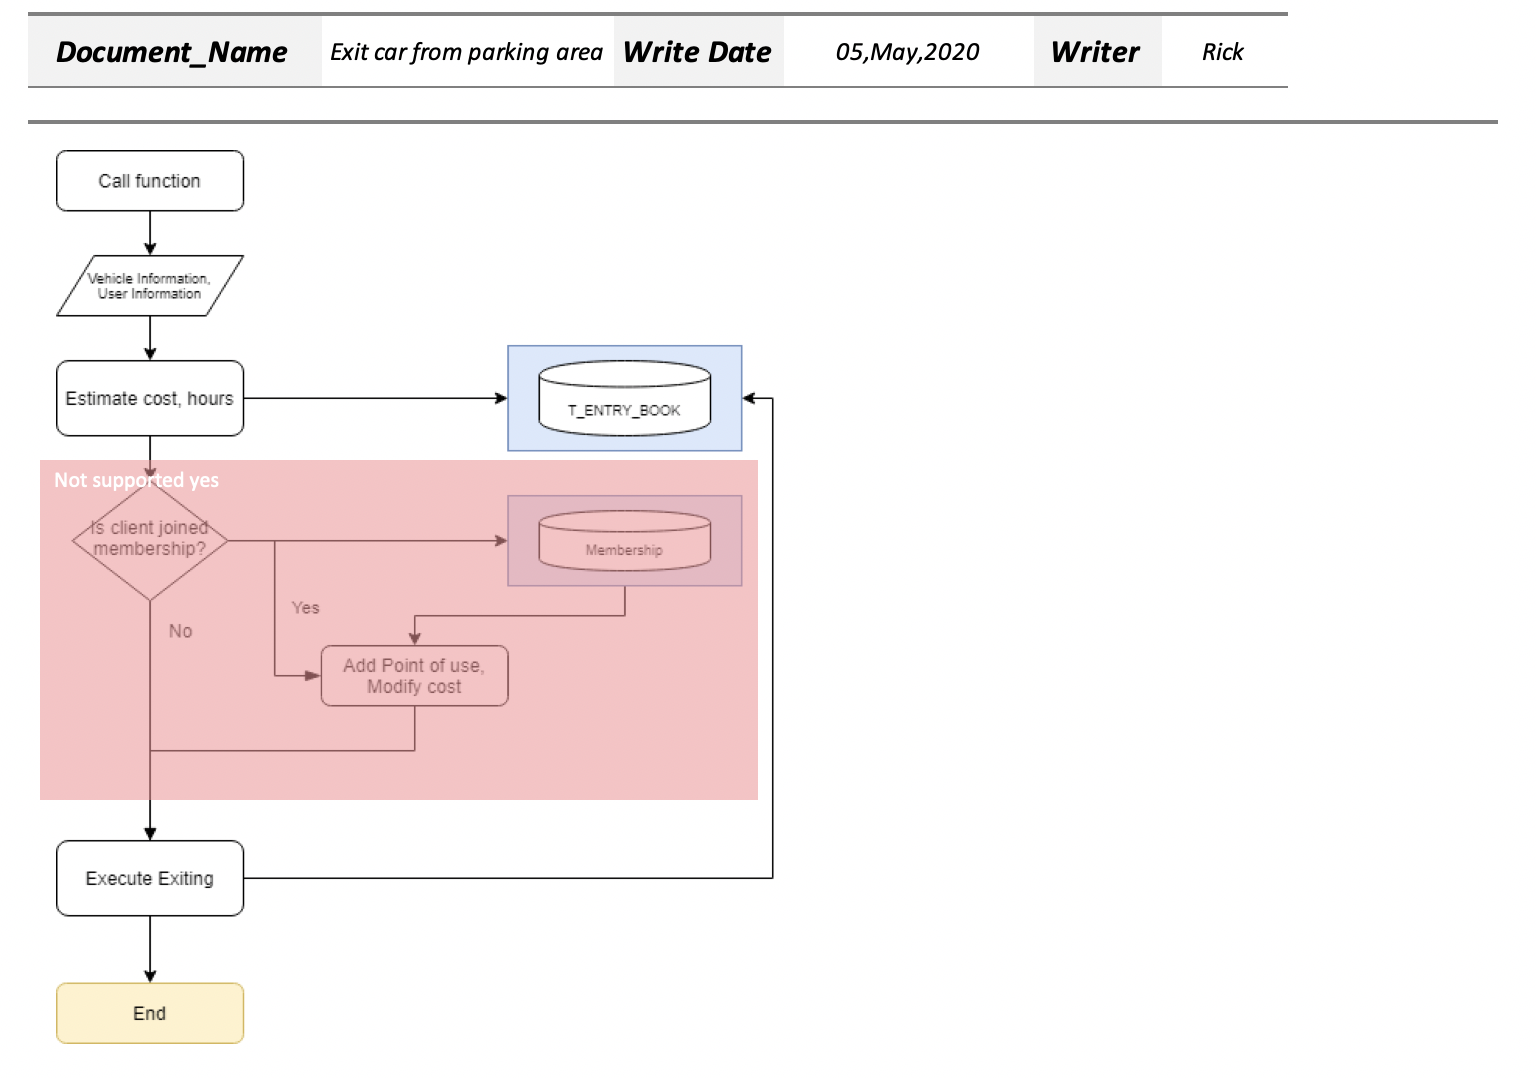 Document_Name Exit car from parking area Write Date 05,May,2020 Writer Rick
Call function
Vehicle Information,
User Information
Estimate cost, hours
T_ENTRY_BOOK
Not supported yes
Is client joined
membership?
Membership
Yes
No
Add Point of use,
Modify cost
Execute Exiting
End